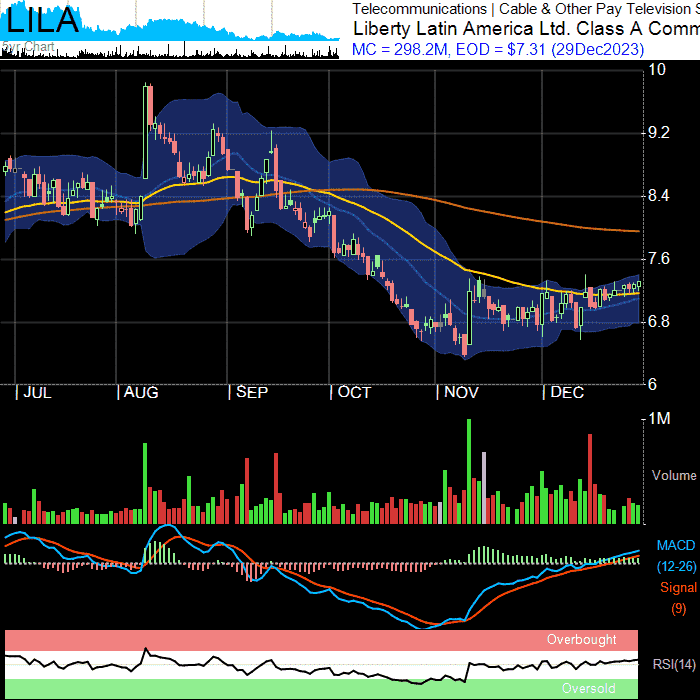 LILA
5yr Chart
Telecommunications | Cable & Other Pay Television S
Liberty Latin America Ltd. Class A Comm
MC = 298.2M, EOD = $7.31 (29Dec2023)
10
9.2
8.4
7.6
6.8
6
JUL AUG SEP OCT NOV DEC
1M
Volume
MACD
(12-26)
Signal
(9)
Overbought
RSI(14)
Oversold